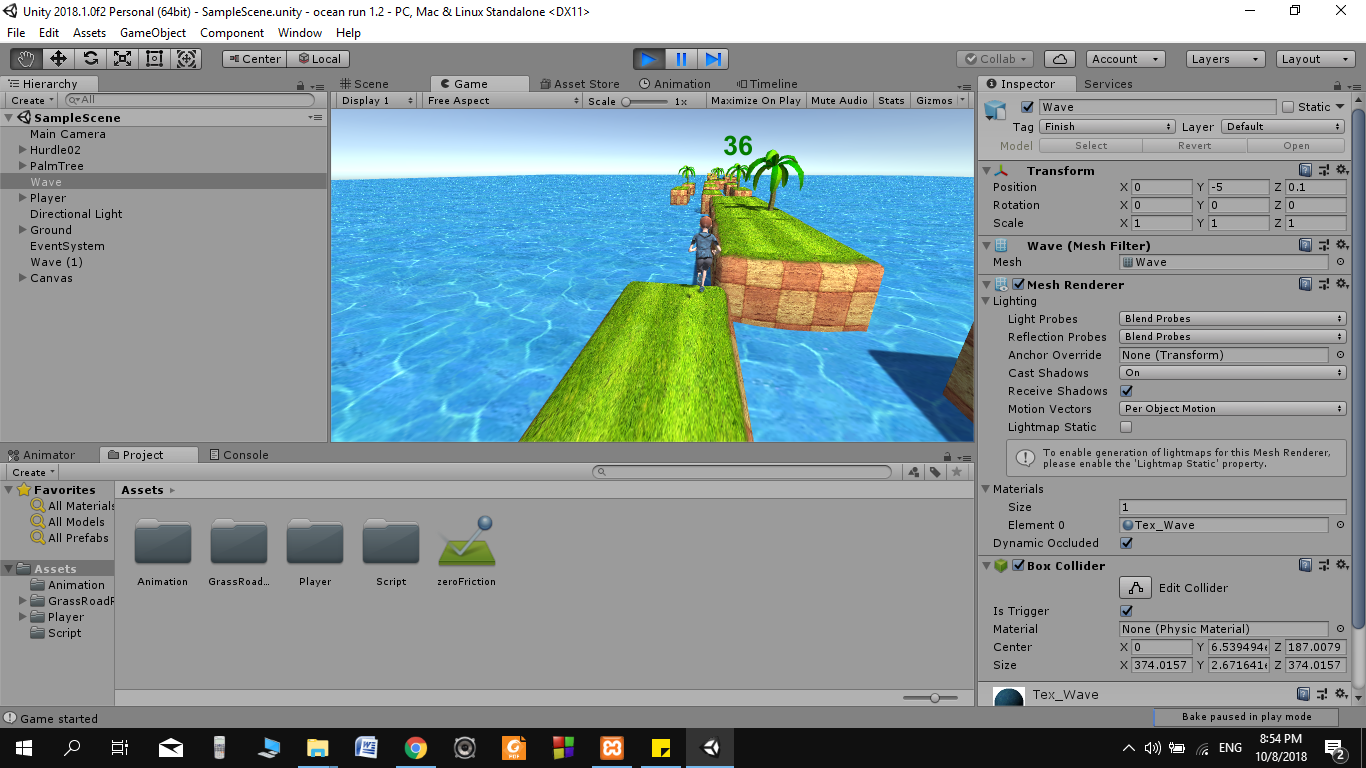 Unity 2018.1.0f2 Personal (64bit) - SampleScene.unity - ocean run 1.2 - PC, Mac & Linux Standalone <DX11>
File Edit Assets GameObject Component Window Help
Center Local Collab Account Layers Layout
Hierarchy
Create All
SampleScene
Main Camera
Hurdle02
PalmTree
Wave
Player
Directional Light
Ground
EventSystem
Wave (1)
Canvas
Scene Game Asset Store Animation Timeline
Display 1 Free Aspect Scale 1x Maximize On Play Mute Audio Stats Gizmos
36
Inspector Services
Wave Static
Tag Finish Layer Default
Model Select Revert Open
Transform
Position X 0 Y -5 Z 0.1
Rotation X 0 Y 0 Z 0
Scale X 1 Y 1 Z 1
Wave (Mesh Filter)
Mesh Wave
Mesh Renderer
Lighting
Light Probes Blend Probes
Reflection Probes Blend Probes
Anchor Override None (Transform)
Cast Shadows On
Receive Shadows
Motion Vectors Per Object Motion
Lightmap Static
To enable generation of lightmaps for this Mesh Renderer,
please enable the 'Lightmap Static' property.
Materials
Size 1
Element 0 Tex_Wave
Dynamic Occluded
Box Collider
Edit Collider
Is Trigger
Material None (Physic Material)
Center X 0 Y 6.539494e Z 187.0079
Size X 374.0157 Y 2.671641e Z 374.0157
Tex_Wave
Animator Project Console
Create
Favorites
All Materials
All Models
All Prefabs
Assets
Animation
GrassRoadR
Player
Script
Assets
Animation GrassRoad... Player Script zeroFriction
Game started
Bake paused in play mode
ENG
8:54 PM
10/8/2018
2